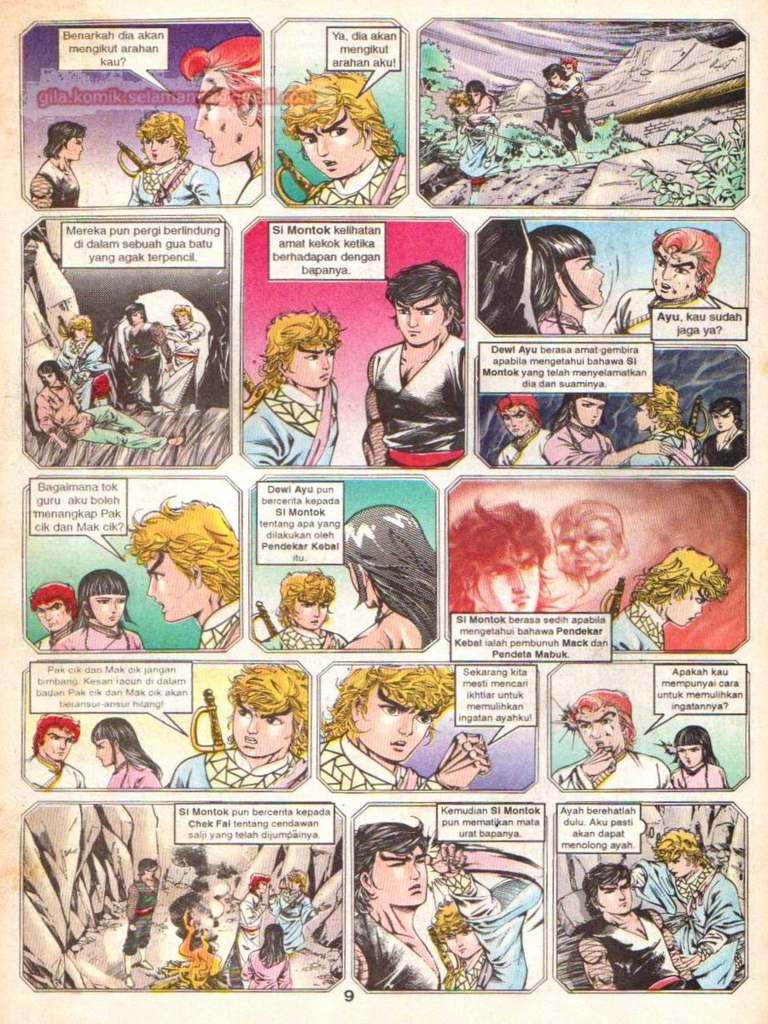 Benarkah dia akan
mengikut arahan
kau?
Ya, dia akan
mengikut
arahan aku!
Mereka pun pergi berlindung
di dalam sebuah gua batu
yang agak terpencil.
Si Montok kelihatan
amat kekok ketika
berhadapan dengan
bapanya.
Ayu, kau sudah
jaga ya?
Dewi Ayu berasa amat gembira
apabila mengetahui bahawa Si
Montok yang telah menyelamatkan
dia dan suaminya.
Bagaimana tok
guru aku boleh
menangkap Pak
cik dan Mak cik?
Dewi Ayu pun
bercerita kepada
Si Montok
tentang apa yang
dilakukan oleh
Pendekar Kebal
itu.
Si Montok berasa sedih apabila
mengetahui bahawa Pendekar
Kebal ialah pembunuh Mack dan
Pendeta Mabuk.
Pak cik dan Mak cik jangan
bimbang. Kesan racun di dalam
badan Pak cik dan Mak cik akan
beransur-ansur hilang!
Sekarang kita
mesti mencari
ikhtiar untuk
memulihkan
ingatan ayahku!
Apakah kau
mempunyai cara
untuk memulihkan
ingatannya?
Si Montok pun bercerita kepada
Chek Fai tentang cendawan
salji yang telah dijumpainya.
Kemudian Si Montok
pun mematikan mata
urat bapanya.
Ayah berehatlah
dulu. Aku pasti
akan dapat
menolong ayah.
9